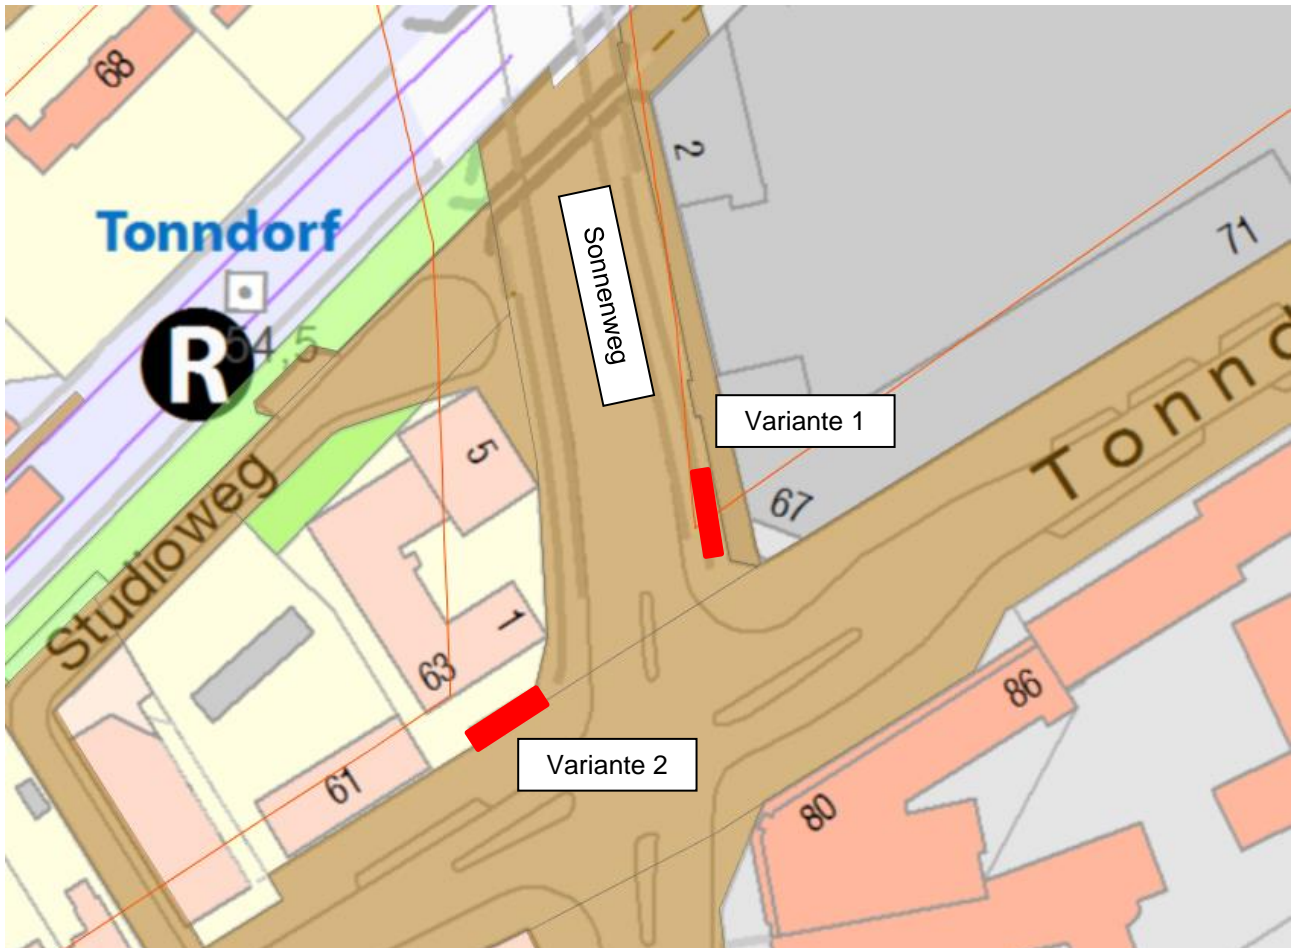 68
2
Tonndorf
71
Sonnenweg
R
54,5
Variante 1
Tonnd
5
67
Studioweg
1
63
86
Variante 2
61
80